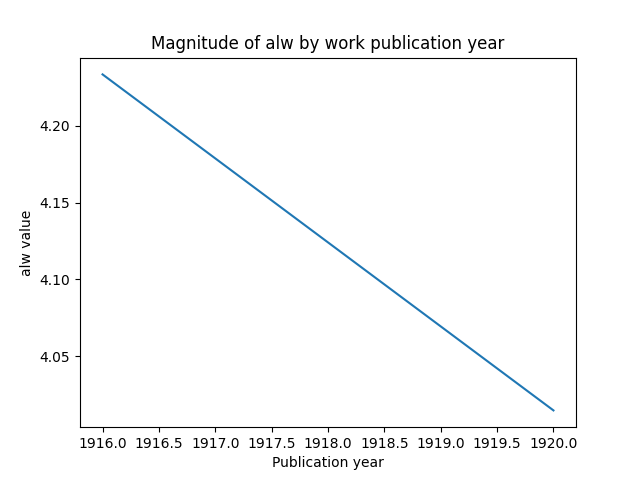 Magnitude of alw by work publication year
alw value
4.20
4.15
4.10
4.05
1916.0 1916.5 1917.0 1917.5 1918.0 1918.5 1919.0 1919.5 1920.0
Publication year